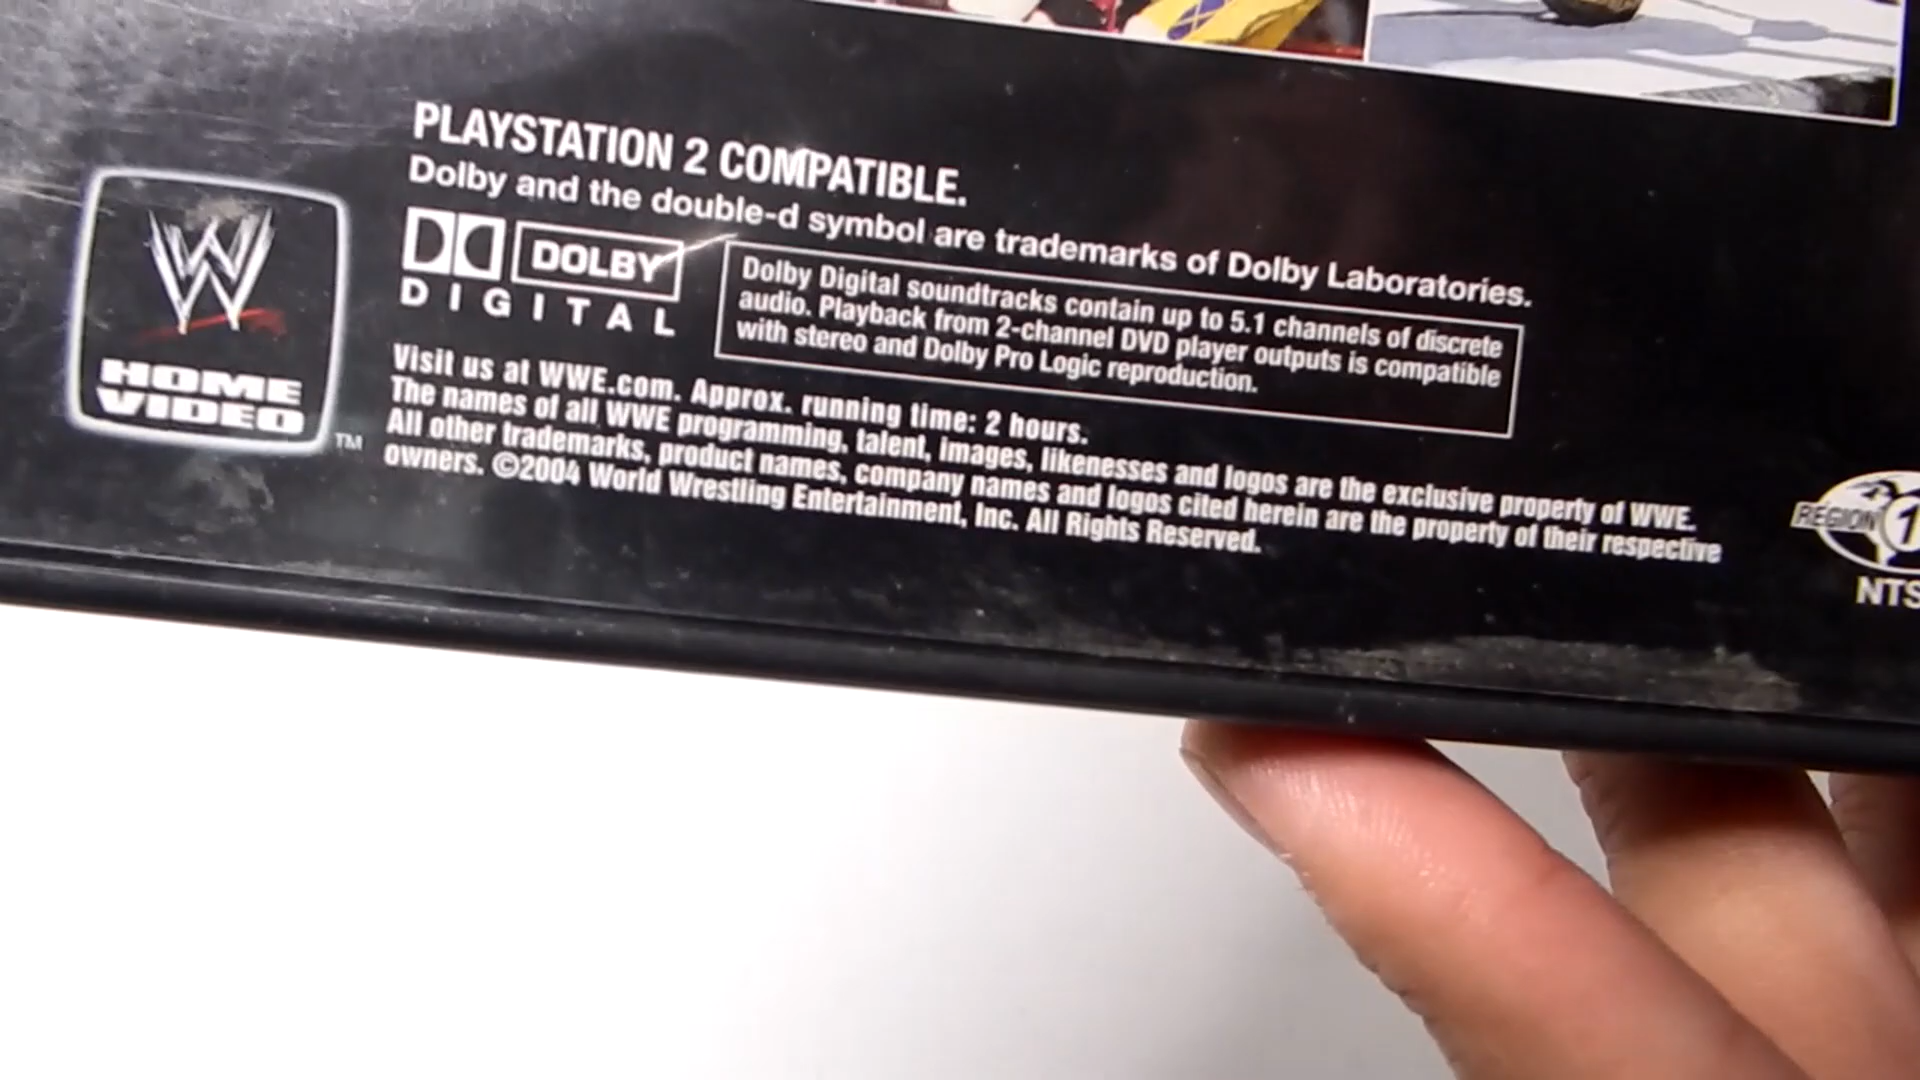 PLAYSTATION 2 COMPATIBLE.
Dolby and the double-d symbol are trademarks of Dolby Laboratories.
DOLBY
DIGITAL
Dolby Digital soundtracks contain up to 5.1 channels of discrete
audio. Playback from 2-channel DVD player outputs is compatible
with stereo and Dolby Pro Logic reproduction.
W
HOME
VIDEO
TM
Visit us at WWE.com. Approx. running time: 2 hours.
The names of all WWE programming, talent, images, likenesses and logos are the exclusive property of WWE.
All other trademarks, product names, company names and logos cited herein are the property of their respective
owners. ©2004 World Wrestling Entertainment, Inc. All Rights Reserved.
REGION 1
NTS